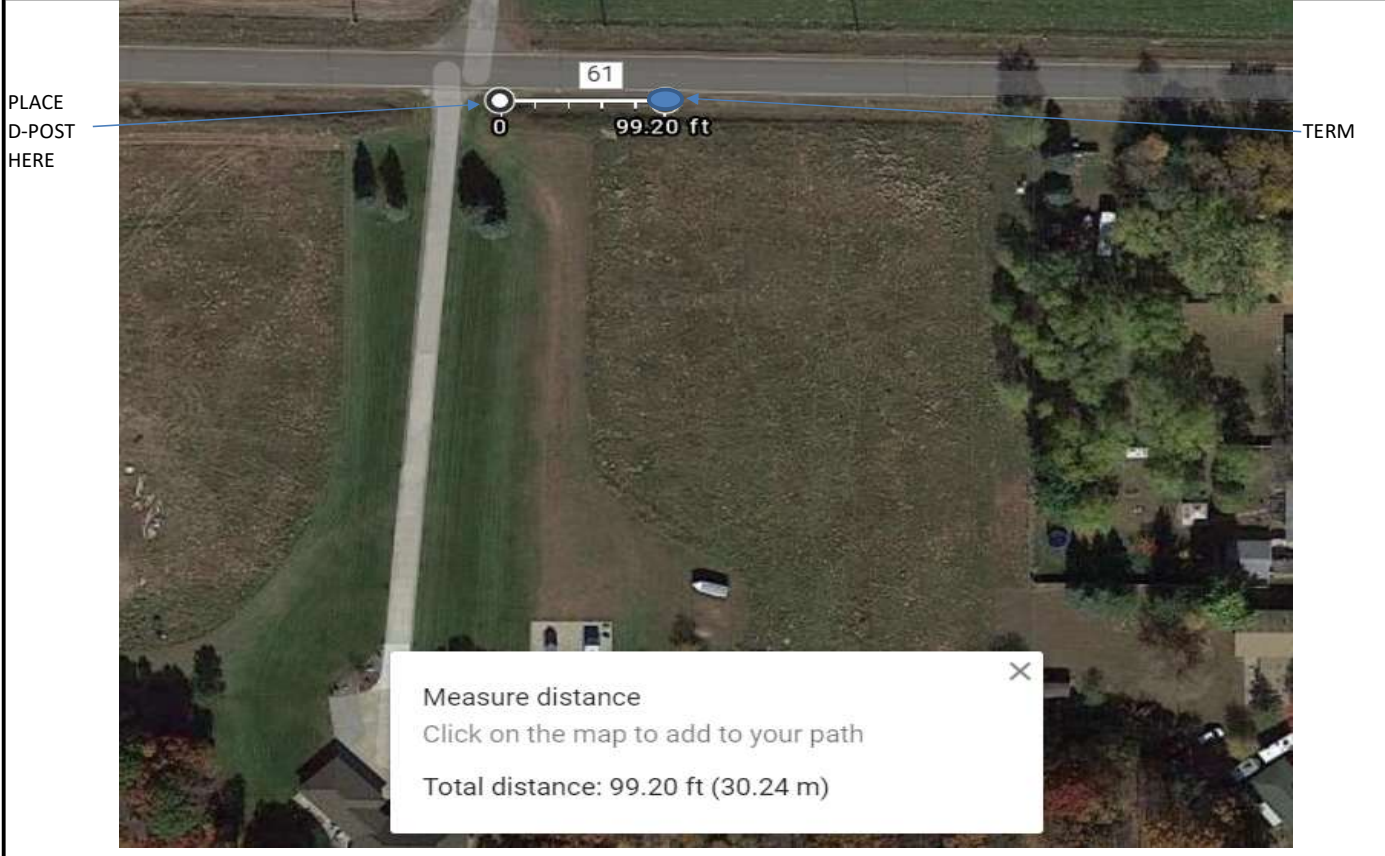 61
PLACE
D-POST
HERE
0
99.20 ft
TERM
Measure distance
Click on the map to add to your path
Total distance: 99.20 ft (30.24 m)